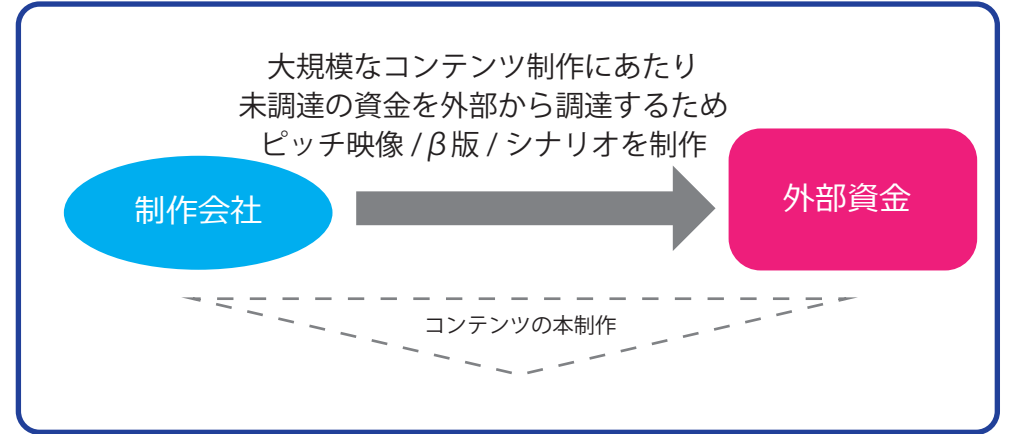 大規模なコンテンツ制作にあたり
未調達の資金を外部から調達するため
ピッチ映像 / β版 / シナリオを制作
制作会社
外部資金
コンテンツの本制作